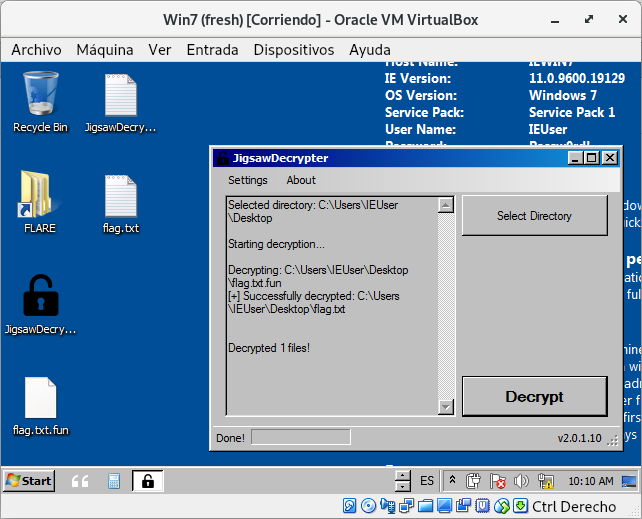 Win7 (fresh) [Corriendo] - Oracle VM VirtualBox
Archivo Máquina Ver Entrada Dispositivos Ayuda
Host Name: IEWIN7
IE Version: 11.0.9600.19129
OS Version: Windows 7
Service Pack: Service Pack 1
User Name: IEUser
Recycle Bin
JigsawDecry...
FLARE
flag.txt
JigsawDecry...
flag.txt.fun
JigsawDecrypter
Settings About
Selected directory: C:\Users\IEUser
\Desktop
Starting decryption...
Decrypting: C:\Users\IEUser\Desktop
\flag.txt.fun
[+] Successfully decrypted: C:\Users
\IEUser\Desktop\flag.txt
Decrypted 1 files!
Select Directory
Decrypt
Done!
v2.0.1.10
Start
ES
10:10 AM
Ctrl Derecho